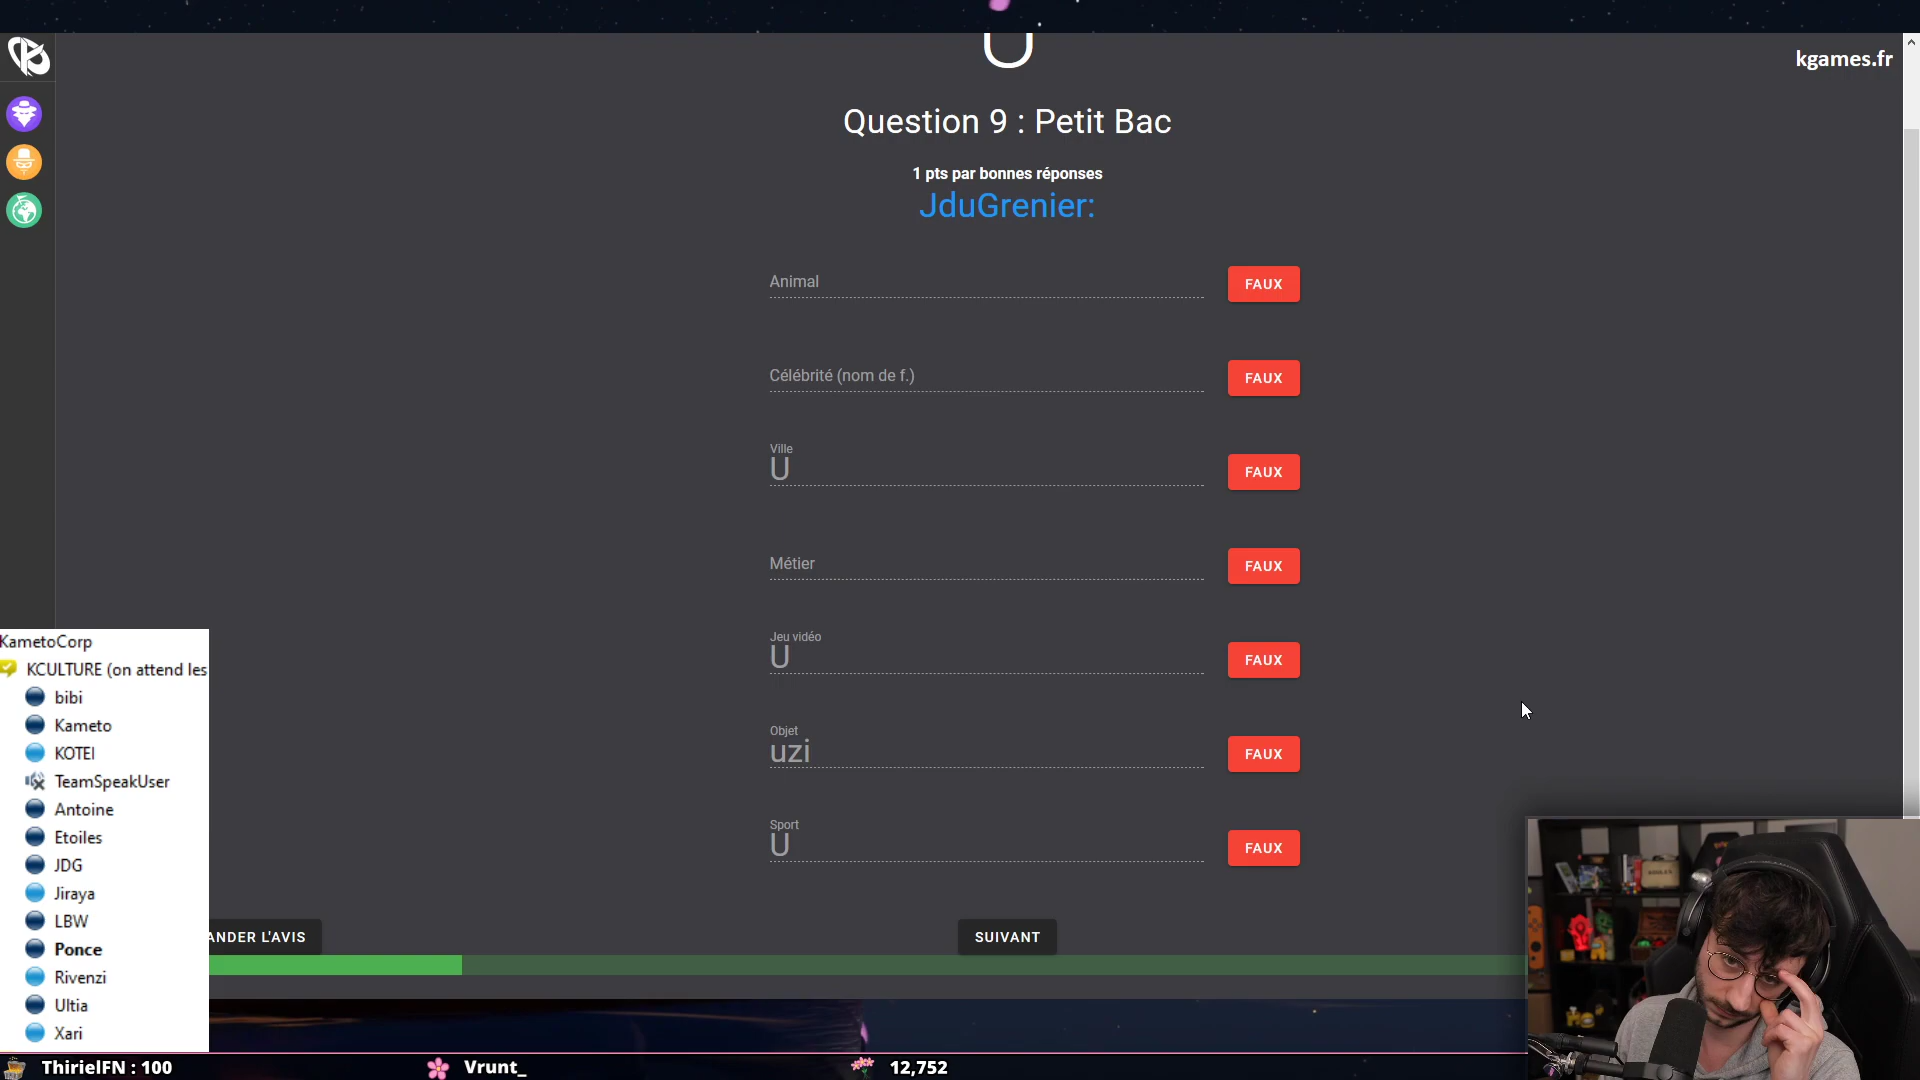 U
kgames.fr
Question 9 : Petit Bac
1 pts par bonnes réponses
JduGrenier:
Animal
FAUX
Célébrité (nom de f.)
FAUX
Ville
U
FAUX
Métier
FAUX
Jeu vidéo
U
FAUX
Objet
uzi
FAUX
Sport
U
FAUX
ANDER L'AVIS
SUIVANT
KametoCorp
KCULTURE (on attend les
bibi
Kameto
KOTEI
TeamSpeakUser
Antoine
Etoiles
JDG
Jiraya
LBW
Ponce
Rivenzi
Ultia
Xari
ThirielFN : 100
Vrunt_
12,752